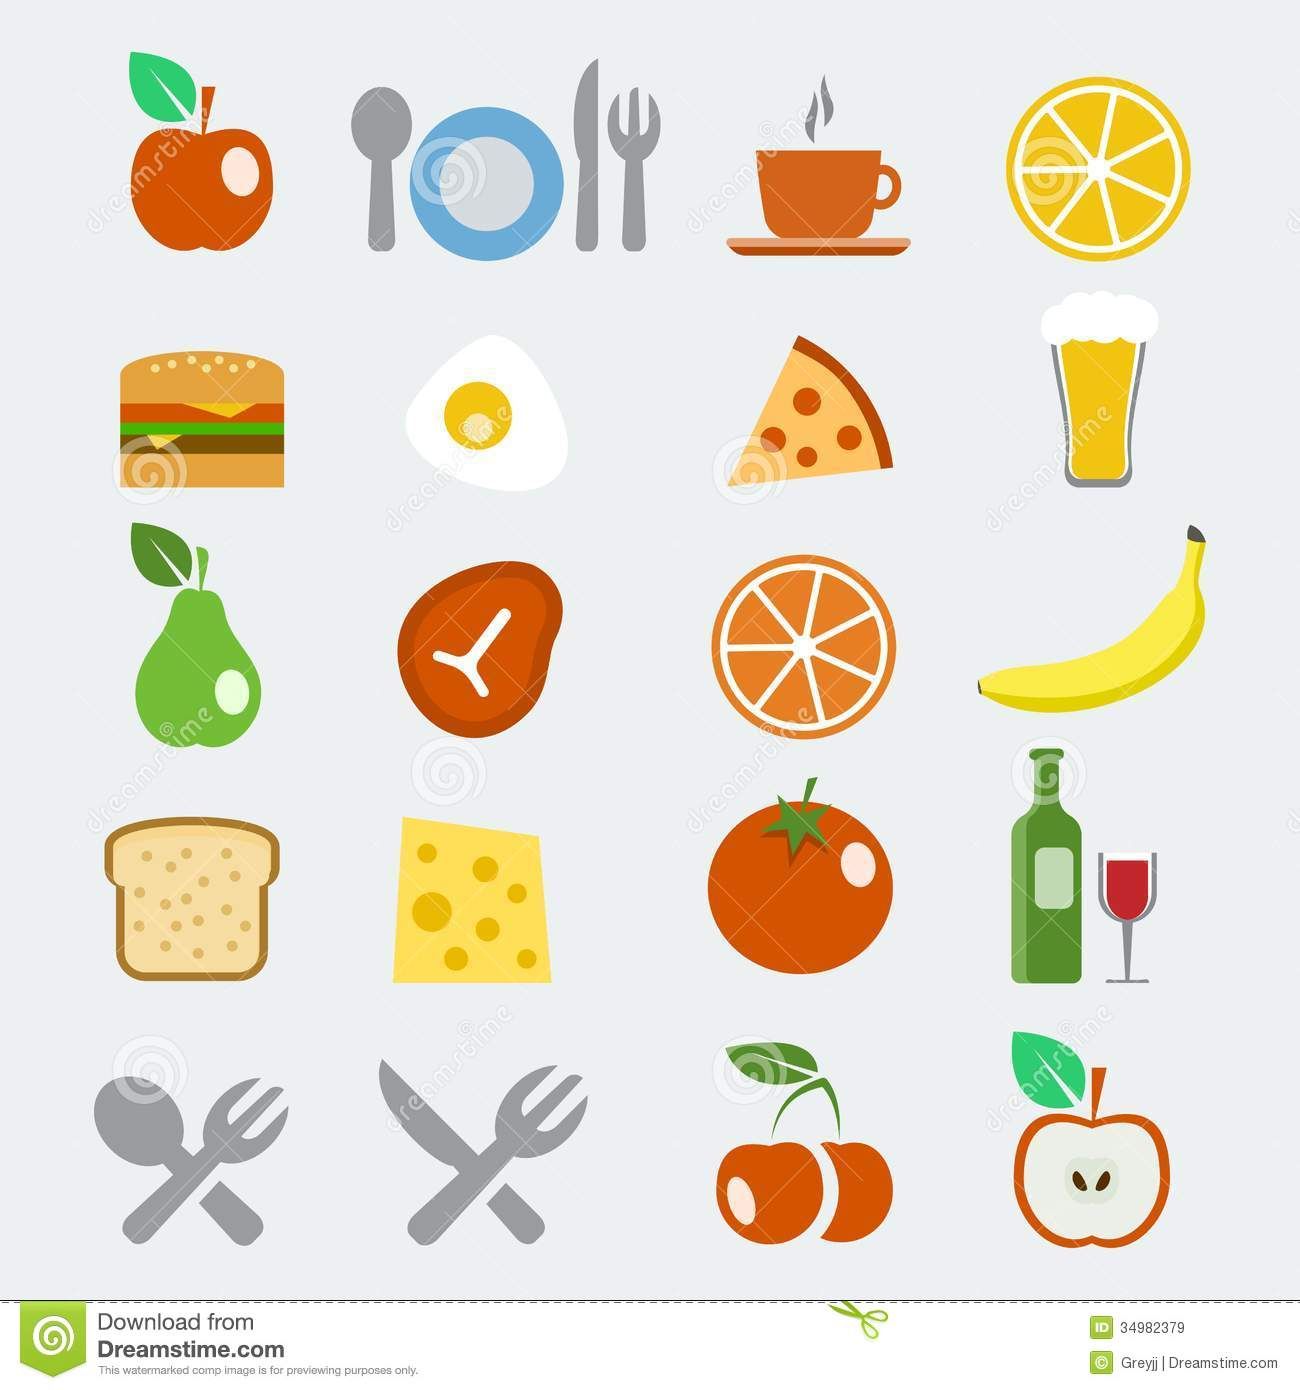 Download from
Dreamstime.com
This watermarked comp image is for previewing purposes only.
ID 34982379
© Greyjj | Dreamstime.com